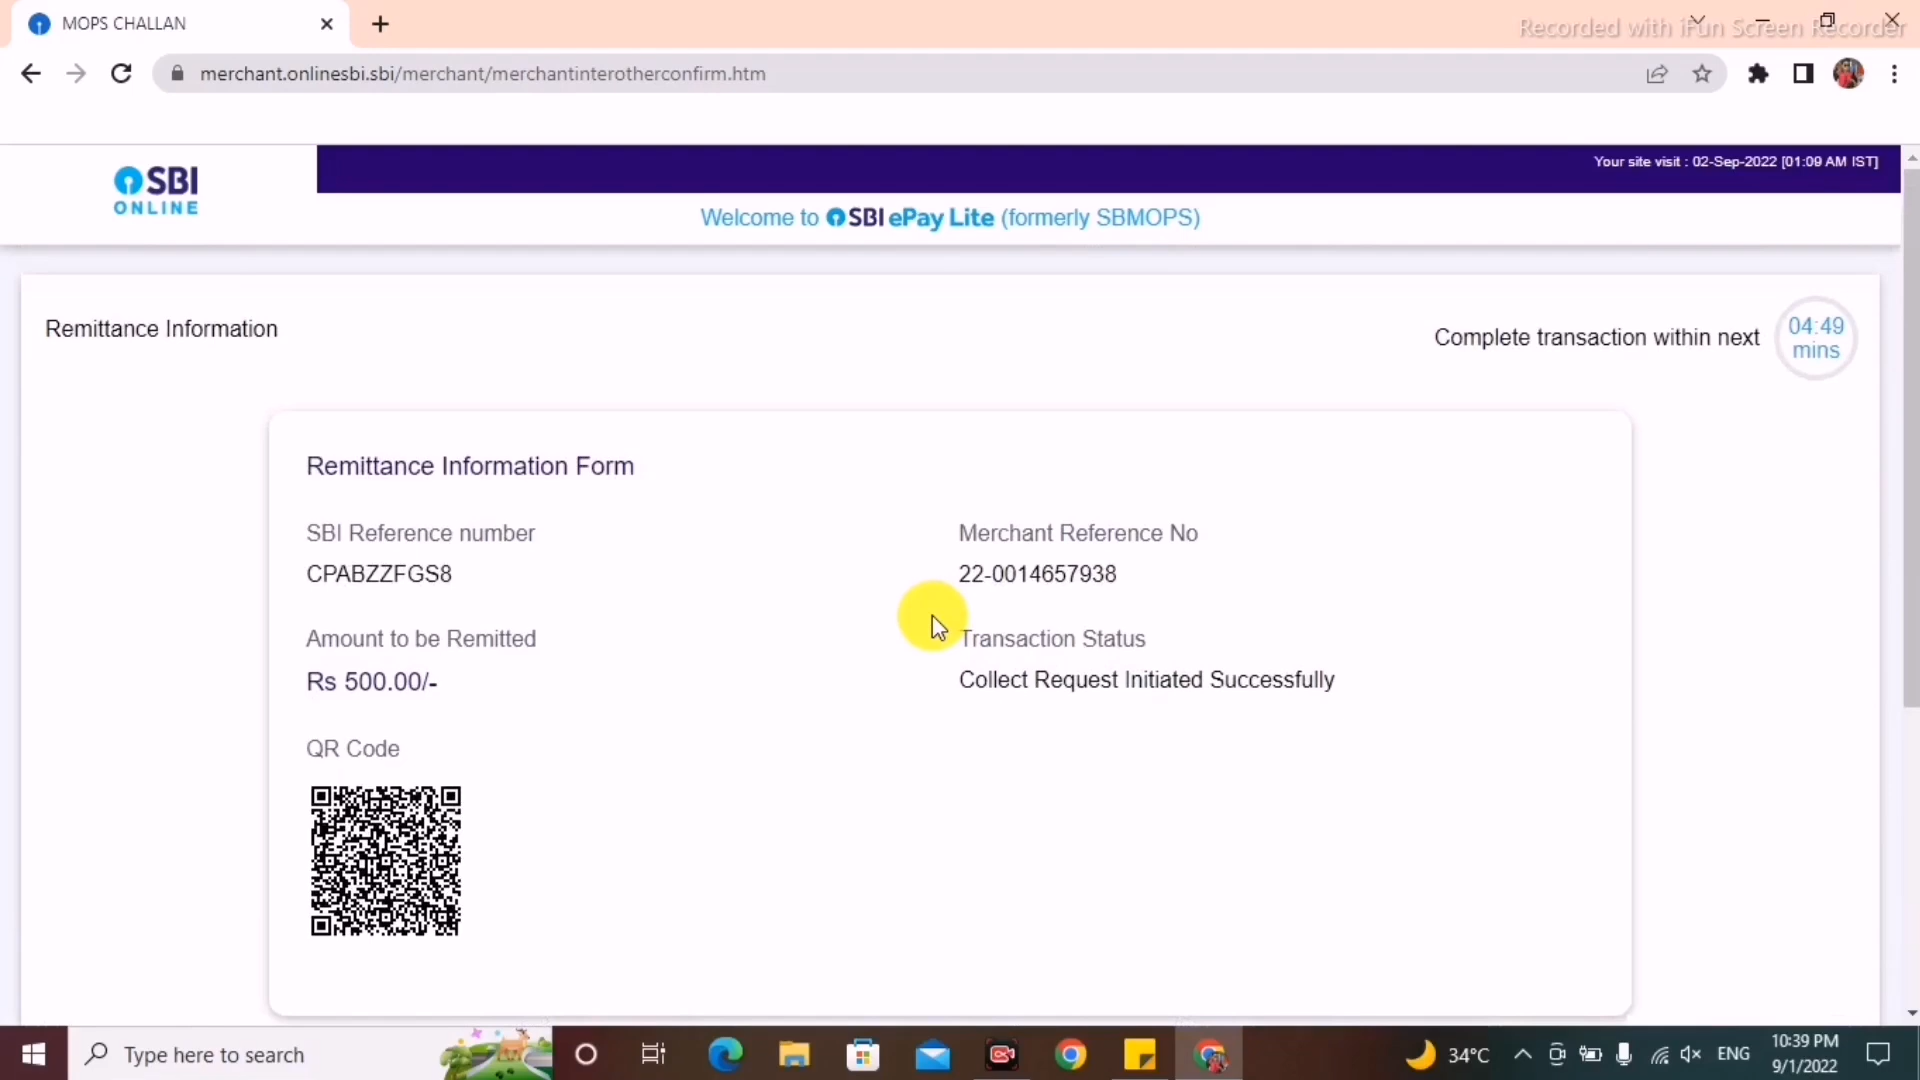 MOPS CHALLAN
Recorded with iFun Screen Recorder
merchant.onlinesbi.sbi/merchant/merchantinterotherconfirm.htm
SBI
ONLINE
Your site visit : 02-Sep-2022 [01:09 AM IST]
Welcome to SBI ePay Lite (formerly SBMOPS)
Remittance Information
Complete transaction within next
04:49
mins
Remittance Information Form
SBI Reference number
Merchant Reference No
CPABZZFGS8
22-0014657938
Amount to be Remitted
Transaction Status
Rs 500.00/-
Collect Request Initiated Successfully
QR Code
Type here to search
34°C
ENG
10:39 PM
9/1/2022